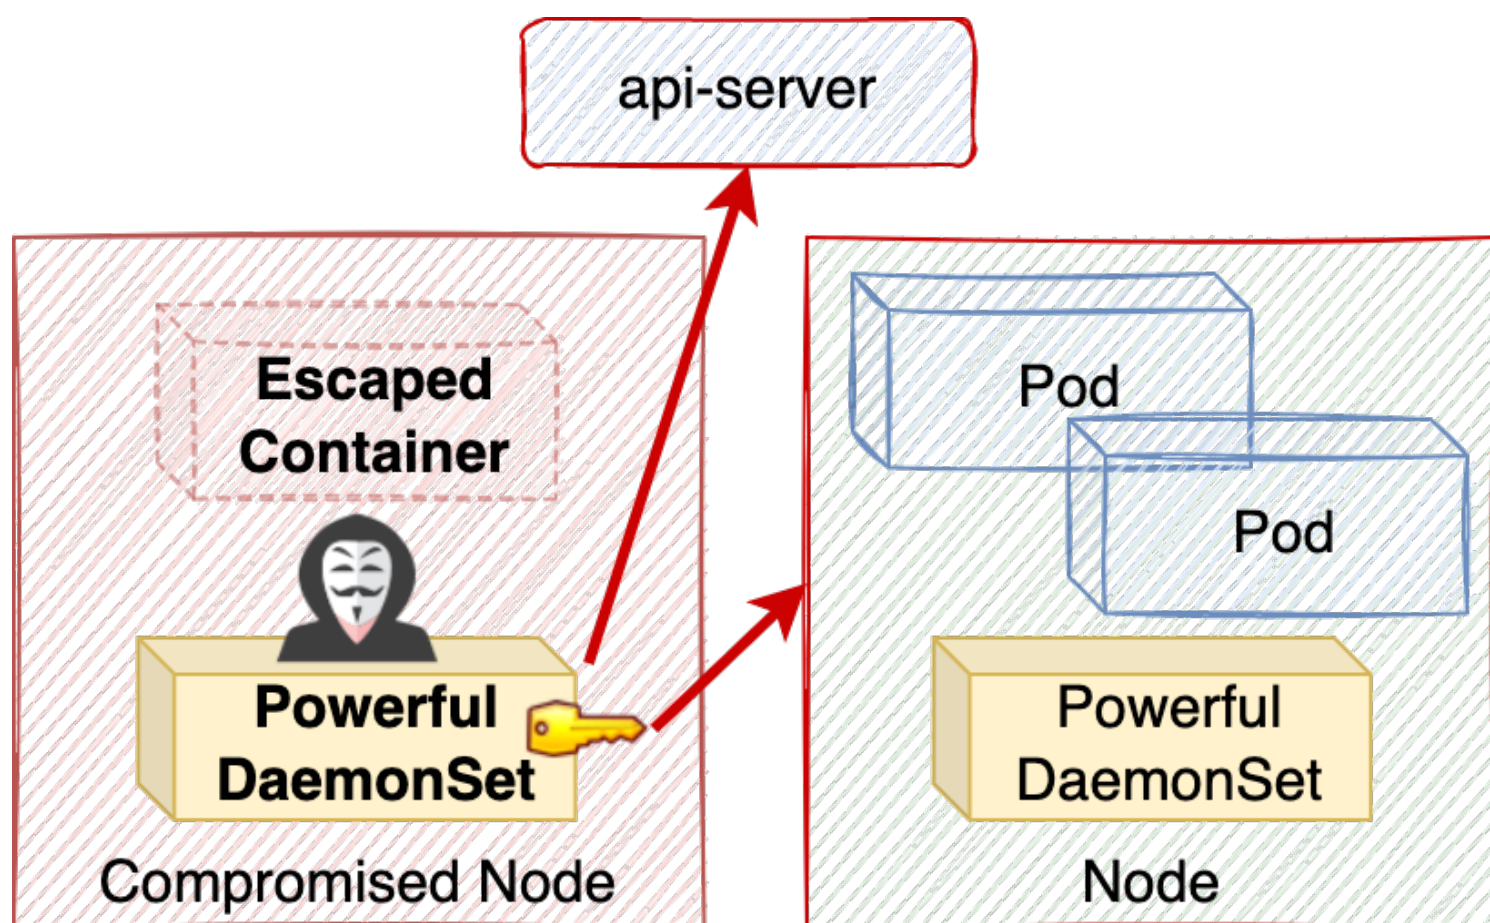 api-server
Escaped
Container
Powerful
DaemonSet
Compromised Node
Pod
Pod
Powerful
DaemonSet
Node